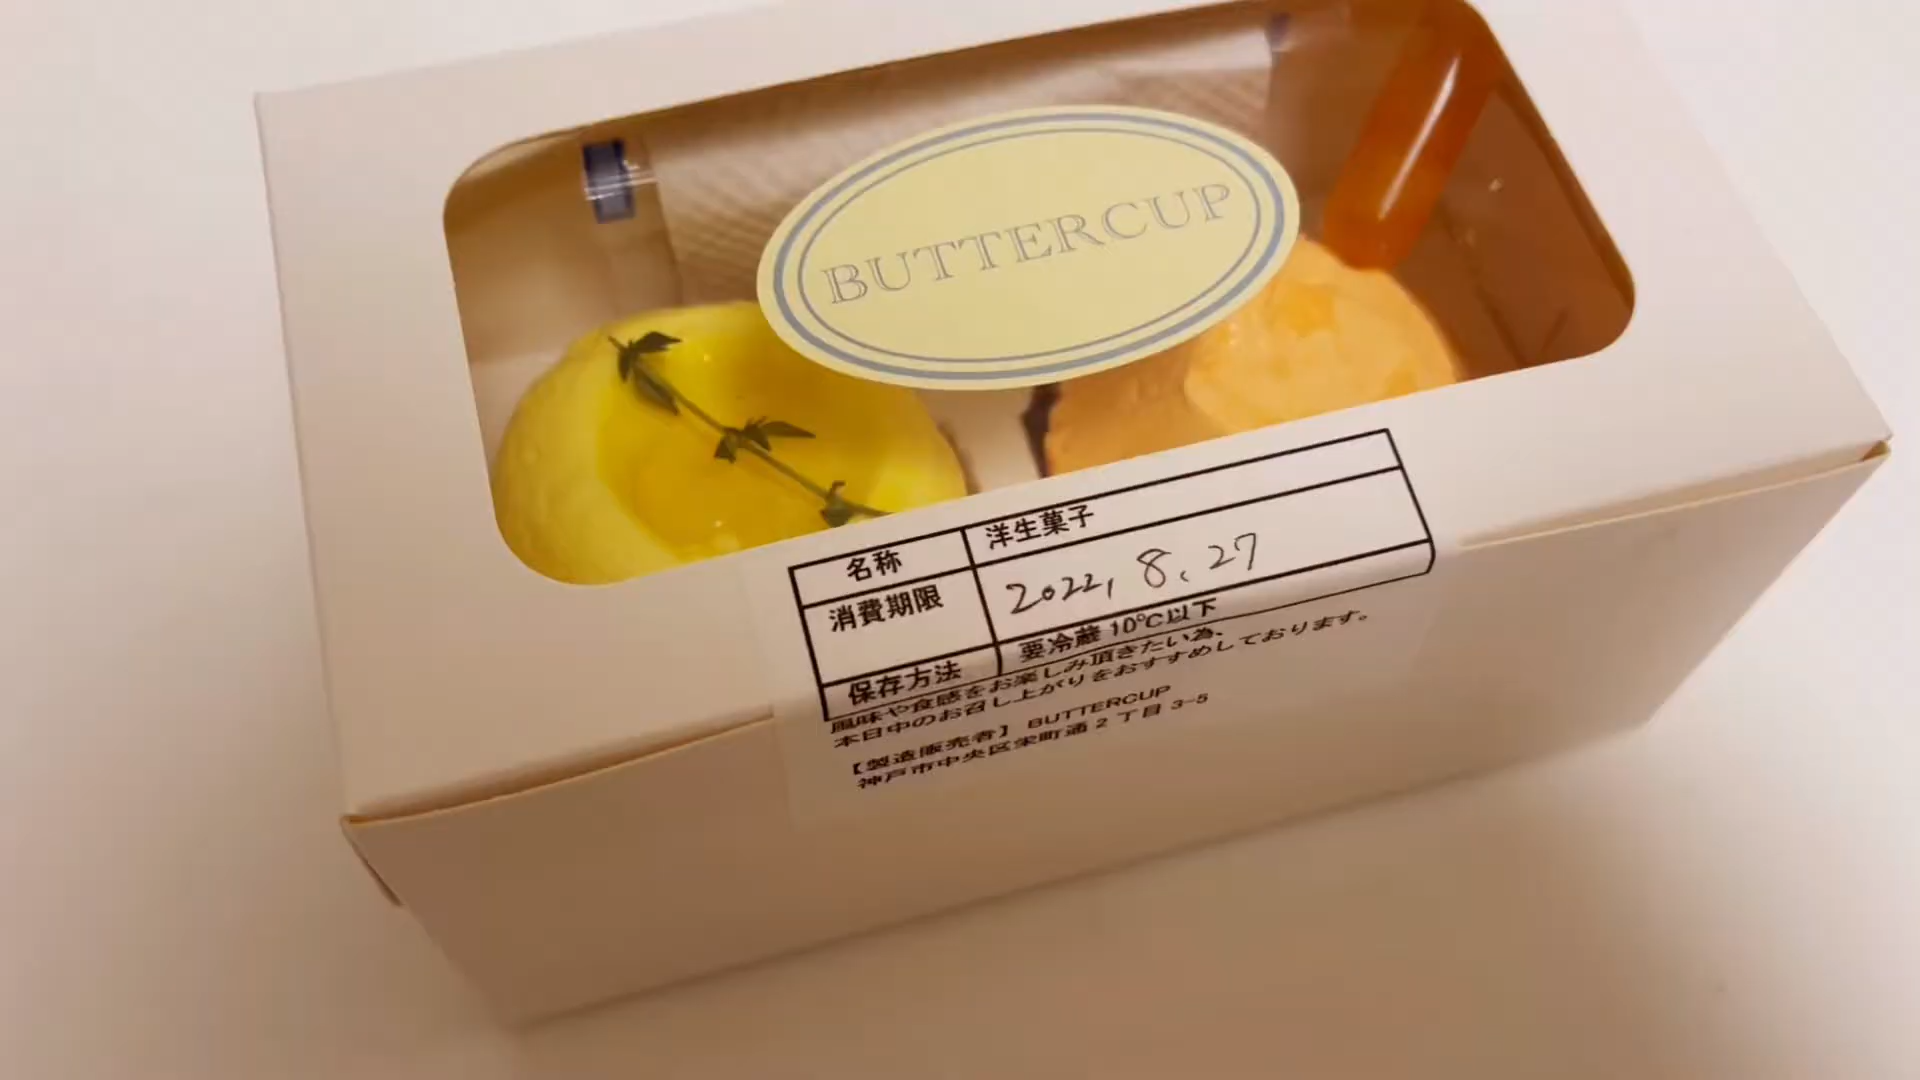 BUTTERCUP
名称 洋生菓子
消費期限 2022, 8, 27
保存方法 要冷蔵 10℃以下
風味や食感をお楽しみ頂きたい為、
本日中のお召し上がりをおすすめしております。
【製造販売者】 BUTTERCUP
神戸市中央区栄町通 2 丁目 3-5